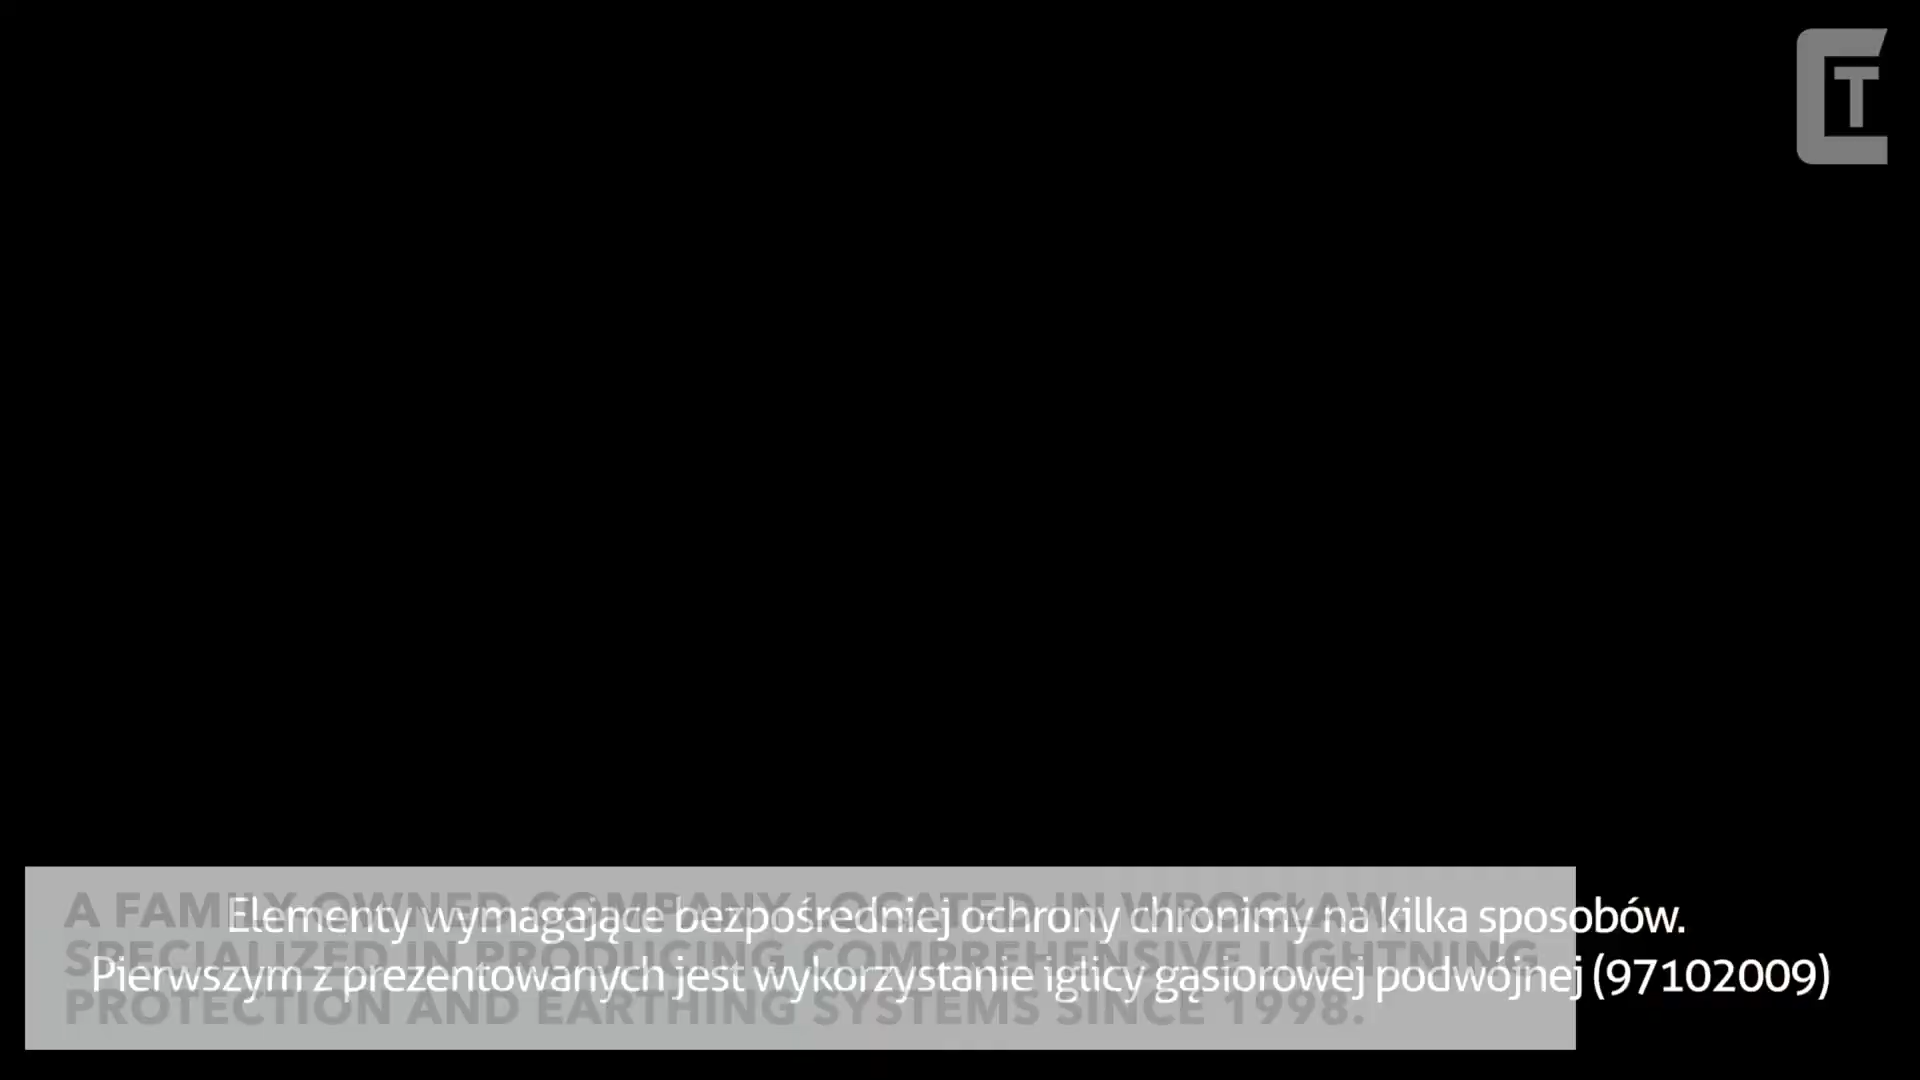 A FAMILY-OWNED COMPANY LOCATED IN WROCŁAW,
SPECIALIZED IN PRODUCING COMPREHENSIVE LIGHTNING
PROTECTION AND EARTHING SYSTEMS SINCE 1998.
Elementy wymagające bezpośredniej ochrony chronimy na kilka sposobów.
Pierwszym z prezentowanych jest wykorzystanie iglicy gąsiorowej podwójnej (97102009)
T